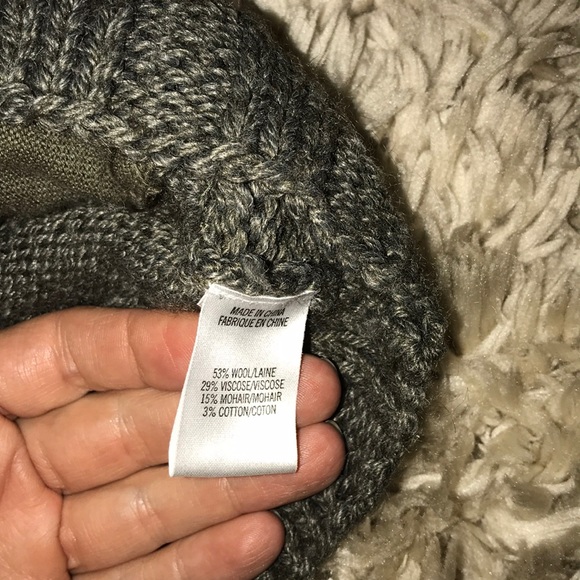 MADE IN CHINA
FABRIQUE EN CHINE
53% WOOL/LAINE
29% VISCOSE/VISCOSE
15% MOHAIR/MOHAIR
3% COTTON/COTON